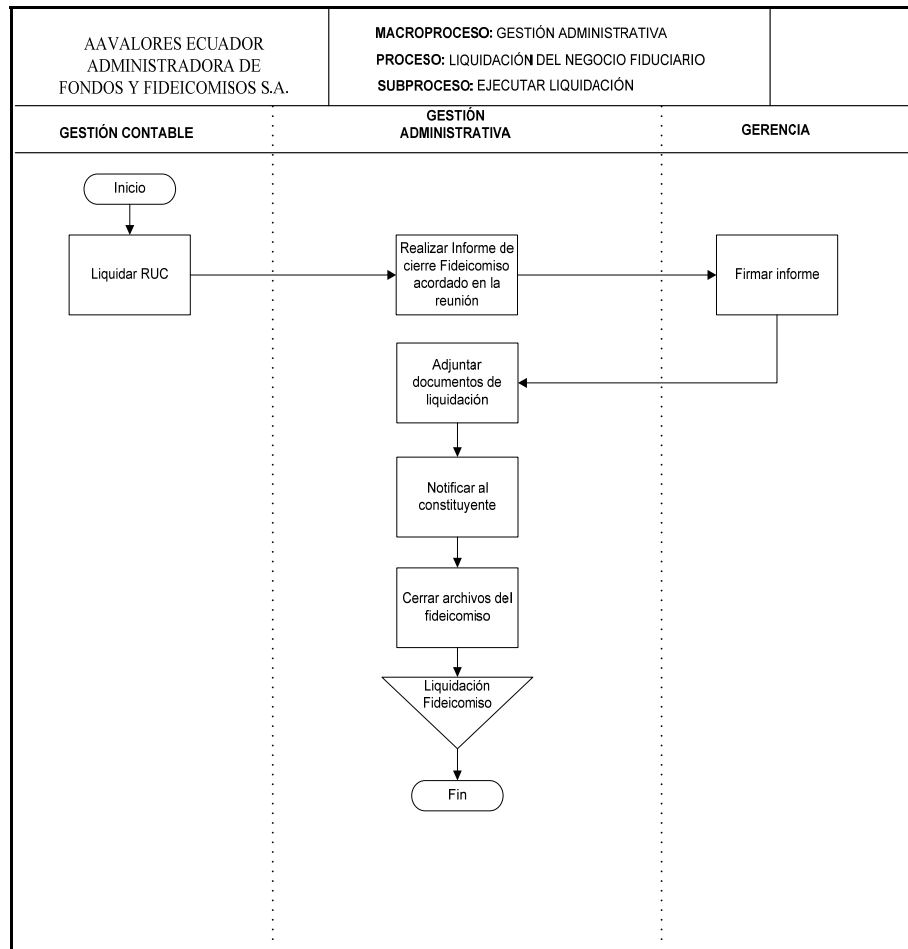 AAVALORES ECUADOR
ADMINISTRADORA DE
FONDOS Y FIDEICOMISOS S.A.
MACROPROCESO: GESTIÓN ADMINISTRATIVA
PROCESO: LIQUIDACIÓN DEL NEGOCIO FIDUCIARIO
SUBPROCESO: EJECUTAR LIQUIDACIÓN
GESTIÓN CONTABLE
GESTIÓN
ADMINISTRATIVA
GERENCIA
Inicio
Liquidar RUC
Realizar Informe de
cierre Fideicomiso
acordado en la
reunión
Firmar informe
Adjuntar
documentos de
liquidación
Notificar al
constituyente
Cerrar archivos del
fideicomiso
Liquidación
Fideicomiso
Fin